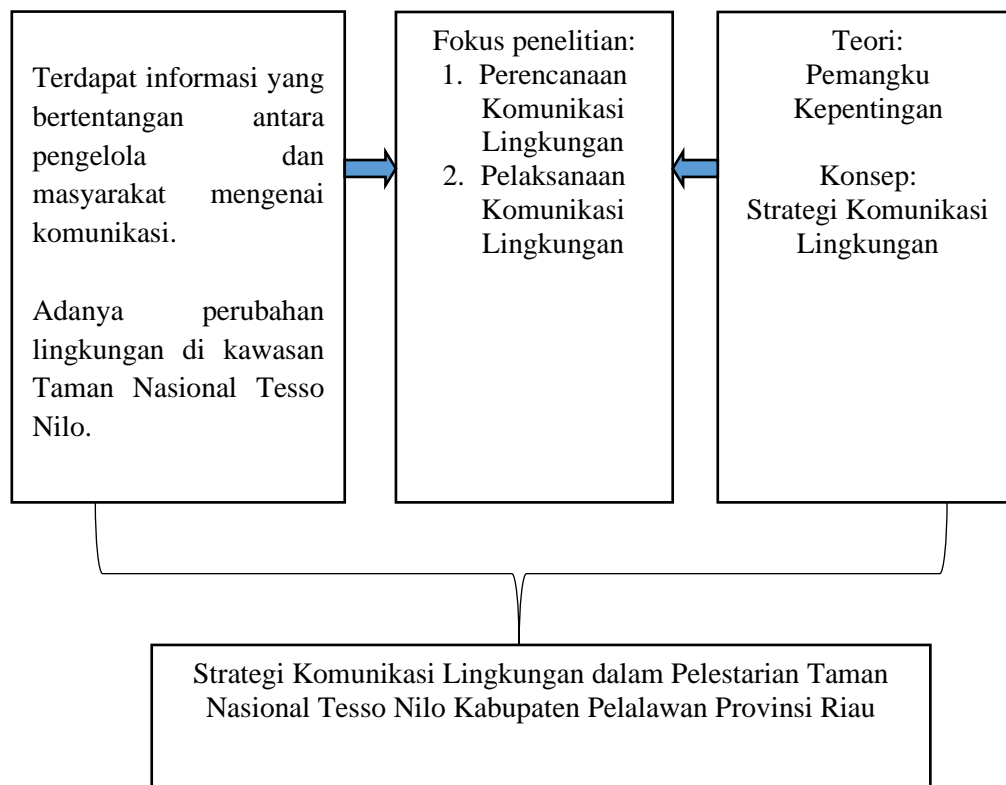 Terdapat informasi yang
bertentangan antara
pengelola dan
masyarakat mengenai
komunikasi.
Adanya perubahan
lingkungan di kawasan
Taman Nasional Tesso
Nilo.
Fokus penelitian:
1. Perencanaan
Komunikasi
Lingkungan
2. Pelaksanaan
Komunikasi
Lingkungan
Teori:
Pemangku
Kepentingan
Konsep:
Strategi Komunikasi
Lingkungan
Strategi Komunikasi Lingkungan dalam Pelestarian Taman
Nasional Tesso Nilo Kabupaten Pelalawan Provinsi Riau